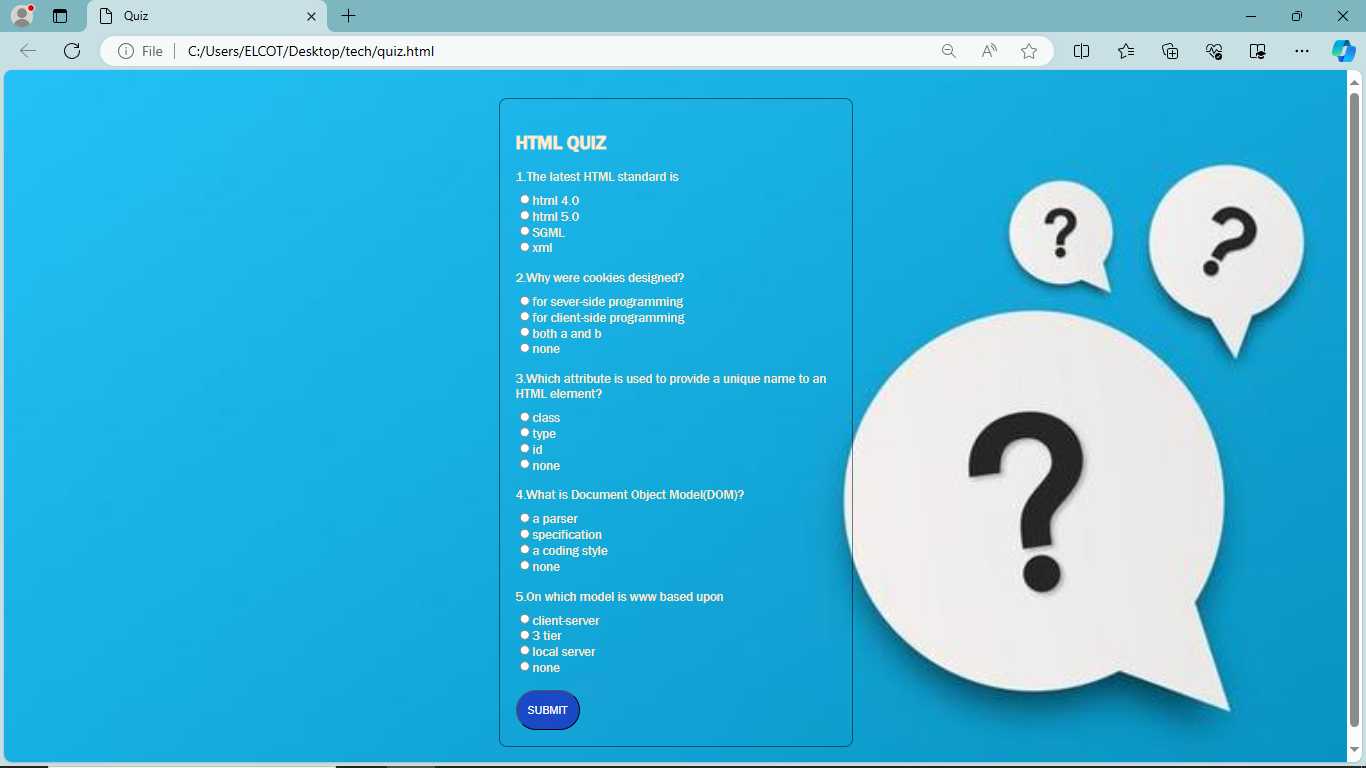 Quiz
File
C:/Users/ELCOT/Desktop/tech/quiz.html
HTML QUIZ
1.The latest HTML standard is
html 4.0
html 5.0
SGML
xml
2.Why were cookies designed?
for sever-side programming
for client-side programming
both a and b
none
3.Which attribute is used to provide a unique name to an
HTML element?
class
type
id
none
4.What is Document Object Model(DOM)?
a parser
specification
a coding style
none
5.On which model is www based upon
client-server
3 tier
local server
none
SUBMIT
?
?
?